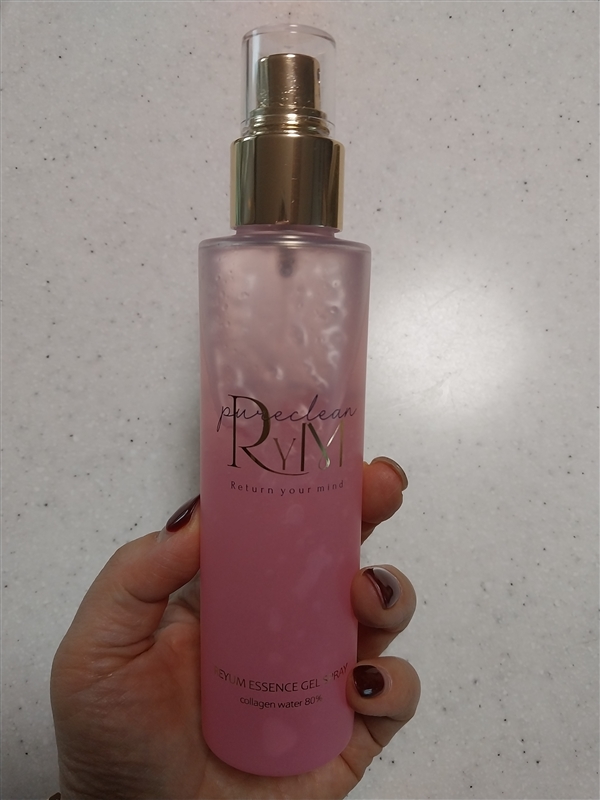 pureclean
RYM
Return your mind
ESSENCE GEL
collagen water 80%